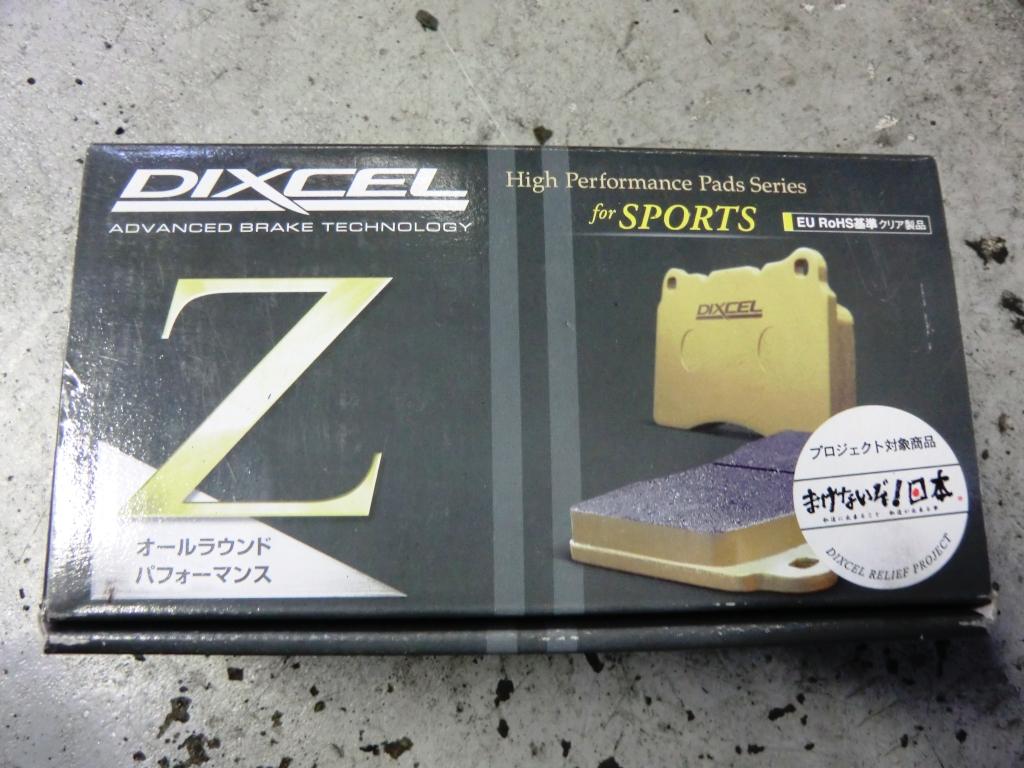 DIXCEL
ADVANCED BRAKE TECHNOLOGY
High Performance Pads Series
for SPORTS
EU RoHS基準クリア製品
Z
オールラウンド
パフォーマンス
DIXCEL
プロジェクト対象商品
まけないぞ!日本
DIXCEL RELIEF PROJECT